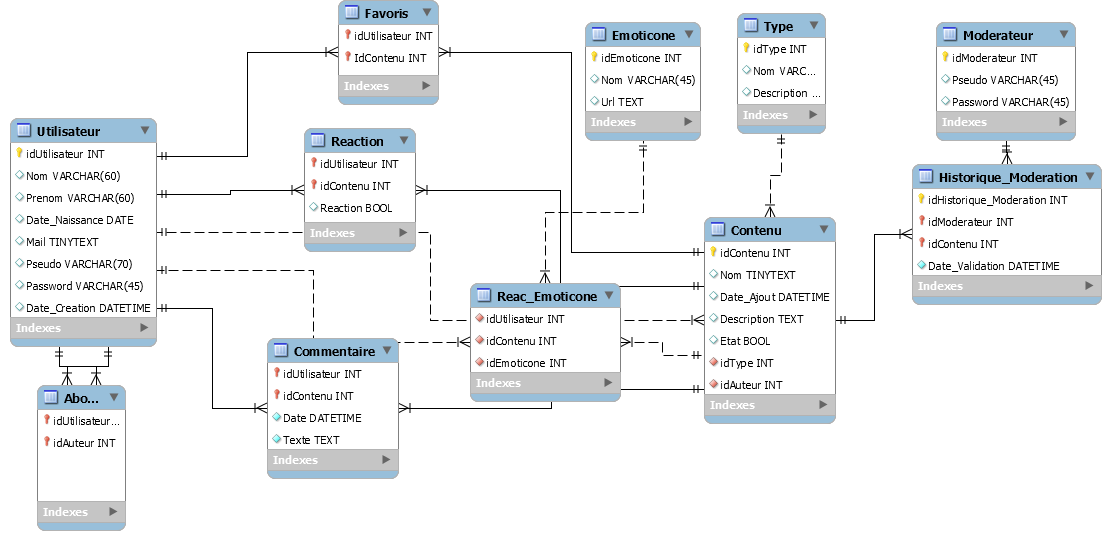 Favoris
idUtilisateur INT
IdContenu INT
Indexes
Emoticone
idEmoticone INT
Nom VARCHAR(45)
Url TEXT
Indexes
Type
idType INT
Nom VARC...
Description ...
Indexes
Moderateur
idModerateur INT
Pseudo VARCHAR(45)
Password VARCHAR(45)
Indexes
Utilisateur
idUtilisateur INT
Nom VARCHAR(60)
Prenom VARCHAR(60)
Date_Naissance DATE
Mail TINYTEXT
Pseudo VARCHAR(70)
Password VARCHAR(45)
Date_Creation DATETIME
Indexes
Reaction
idUtilisateur INT
idContenu INT
Reaction BOOL
Indexes
Historique_Moderation
idHistorique_Moderation INT
idModerateur INT
idContenu INT
Date_Validation DATETIME
Indexes
Contenu
idContenu INT
Nom TINYTEXT
Date_Ajout DATETIME
Description TEXT
Etat BOOL
idType INT
idAuteur INT
Indexes
Reac_Emoticone
idUtilisateur INT
idContenu INT
idEmoticone INT
Indexes
Commentaire
idUtilisateur INT
idContenu INT
Date DATETIME
Texte TEXT
Indexes
Abo...
idUtilisateur...
idAuteur INT
Indexes